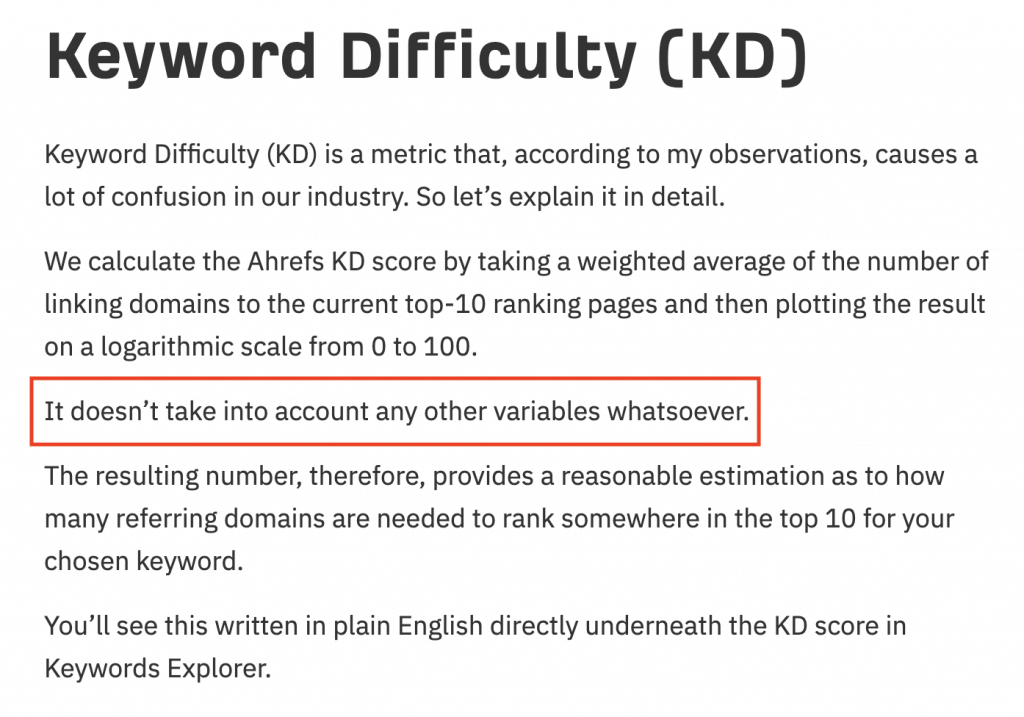 Keyword Difficulty (KD)
Keyword Difficulty (KD) is a metric that, according to my observations, causes a
lot of confusion in our industry. So let’s explain it in detail.
We calculate the Ahrefs KD score by taking a weighted average of the number of
linking domains to the current top-10 ranking pages and then plotting the result
on a logarithmic scale from 0 to 100.
It doesn’t take into account any other variables whatsoever.
The resulting number, therefore, provides a reasonable estimation as to how
many referring domains are needed to rank somewhere in the top 10 for your
chosen keyword.
You’ll see this written in plain English directly underneath the KD score in
Keywords Explorer.